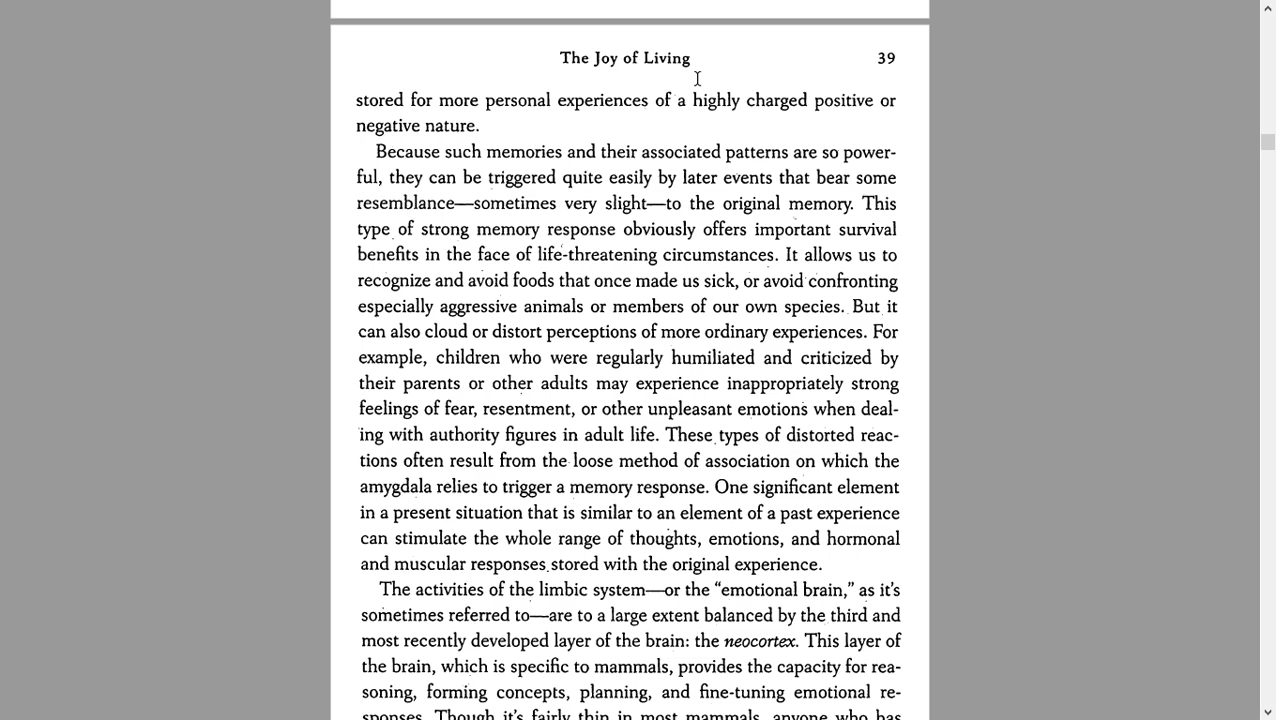 The Joy of Living 39
stored for more personal experiences of a highly charged positive or
negative nature.
Because such memories and their associated patterns are so power-
ful, they can be triggered quite easily by later events that bear some
resemblance—sometimes very slight—to the original memory. This
type of strong memory response obviously offers important survival
benefits in the face of life-threatening circumstances. It allows us to
recognize and avoid foods that once made us sick, or avoid confronting
especially aggressive animals or members of our own species. But it
can also cloud or distort perceptions of more ordinary experiences. For
example, children who were regularly humiliated and criticized by
their parents or other adults may experience inappropriately strong
feelings of fear, resentment, or other unpleasant emotions when deal-
ing with authority figures in adult life. These types of distorted reac-
tions often result from the loose method of association on which the
amygdala relies to trigger a memory response. One significant element
in a present situation that is similar to an element of a past experience
can stimulate the whole range of thoughts, emotions, and hormonal
and muscular responses stored with the original experience.
The activities of the limbic system—or the “emotional brain,” as it’s
sometimes referred to—are to a large extent balanced by the third and
most recently developed layer of the brain: the neocortex. This layer of
the brain, which is specific to mammals, provides the capacity for rea-
soning, forming concepts, planning, and fine-tuning emotional re-
sponses. Though it’s fairly thin in most mammals, anyone who has